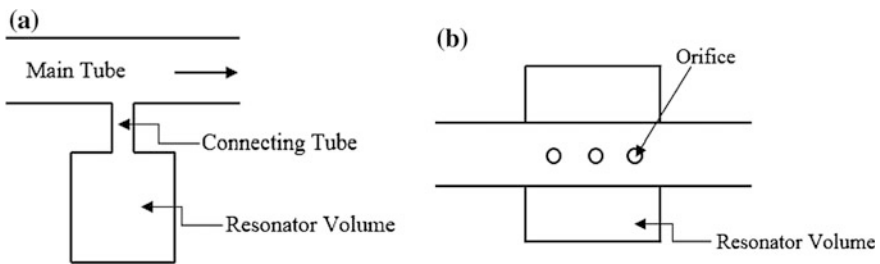 (a)
Main Tube
Connecting Tube
Resonator Volume
(b)
Orifice
Resonator Volume